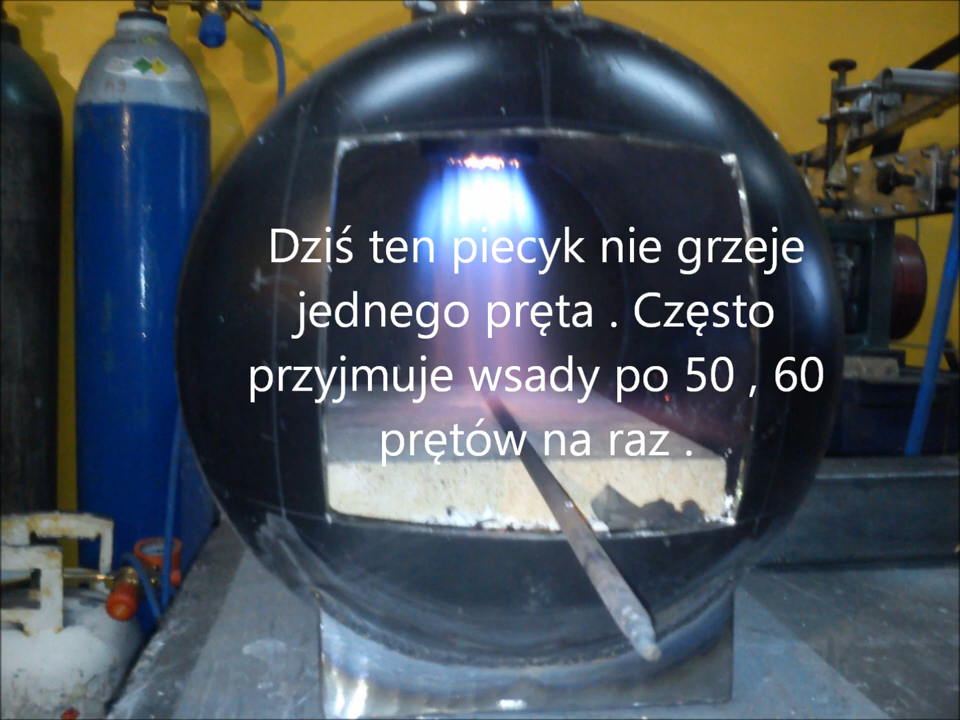 Dziś ten piecyk nie grzeje
jednego pręta . Często
przyjmuje wsady po 50 , 60
prętów na raz .